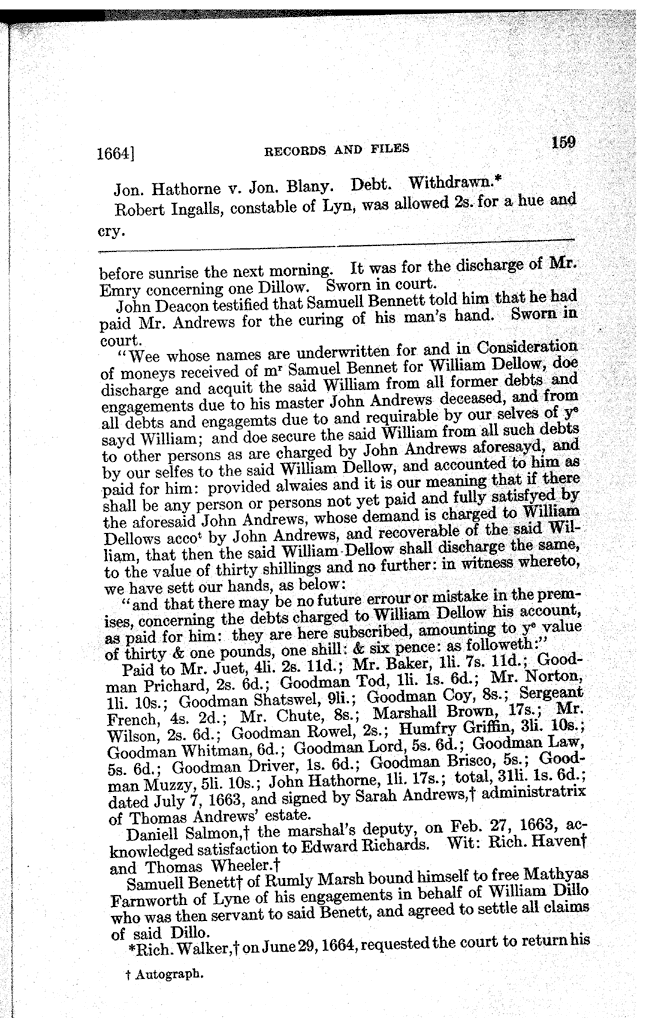 1664] RECORDS AND FILES 159
Jon. Hathorne v. Jon. Blany. Debt. Withdrawn.*
Robert Ingalls, constable of Lyn, was allowed 2s. for a hue and
cry.
before sunrise the next morning. It was for the discharge of Mr.
Emry concerning one Dillow. Sworn in court.
John Deacon testified that Samuell Bennett told him that he had
paid Mr. Andrews for the curing of his man's hand. Sworn in
court.
"Wee whose names are underwritten for and in Consideration
of moneys received of mʳ Samuel Bennet for William Dellow, doe
discharge and acquit the said William from all former debts and
engagements due to his master John Andrews deceased, and from
all debts and engagemts due to and requirable by our selves of yᵉ
sayd William; and doe secure the said William from all such debts
to other persons as are charged by John Andrews aforesayd, and
by our selfes to the said William Dellow, and accounted to him as
paid for him: provided alwaies and it is our meaning that if there
shall be any person or persons not yet paid and fully satisfyed by
the aforesaid John Andrews, whose demand is charged to William
Dellows accoᵗ by John Andrews, and recoverable of the said Wil-
liam, that then the said William Dellow shall discharge the same,
to the value of thirty shillings and no further: in witness whereto,
we have sett our hands, as below:
"and that there may be no future errour or mistake in the prem-
ises, concerning the debts charged to William Dellow his account,
as paid for him: they are here subscribed, amounting to yᵉ value
of thirty & one pounds, one shill: & six pence: as followeth:"
Paid to Mr. Juet, 4li. 2s. 11d.; Mr. Baker, 1li. 7s. 11d.; Good-
man Prichard, 2s. 6d.; Goodman Tod, 1li. 1s. 6d.; Mr. Norton,
1li. 10s.; Goodman Shatswel, 9li.; Goodman Coy, 8s.; Sergeant
French, 4s. 2d.; Mr. Chute, 8s.; Marshall Brown, 17s.; Mr.
Wilson, 2s. 6d.; Goodman Rowel, 2s.; Humfry Griffin, 3li. 10s.;
Goodman Whitman, 6d.; Goodman Lord, 5s. 6d.; Goodman Law,
5s. 6d.; Goodman Driver, 1s. 6d.; Goodman Brisco, 5s.; Good-
man Muzzy, 5li. 10s.; John Hathorne, 1li. 17s.; total, 31li. 1s. 6d.;
dated July 7, 1663, and signed by Sarah Andrews,† administratrix
of Thomas Andrews' estate.
Daniell Salmon,† the marshal's deputy, on Feb. 27, 1663, ac-
knowledged satisfaction to Edward Richards. Wit: Rich. Haven†
and Thomas Wheeler.†
Samuell Benett† of Rumly Marsh bound himself to free Mathyas
Farnworth of Lyne of his engagements in behalf of William Dillo
who was then servant to said Benett, and agreed to settle all claims
of said Dillo.
*Rich. Walker,† on June 29, 1664, requested the court to return his
† Autograph.